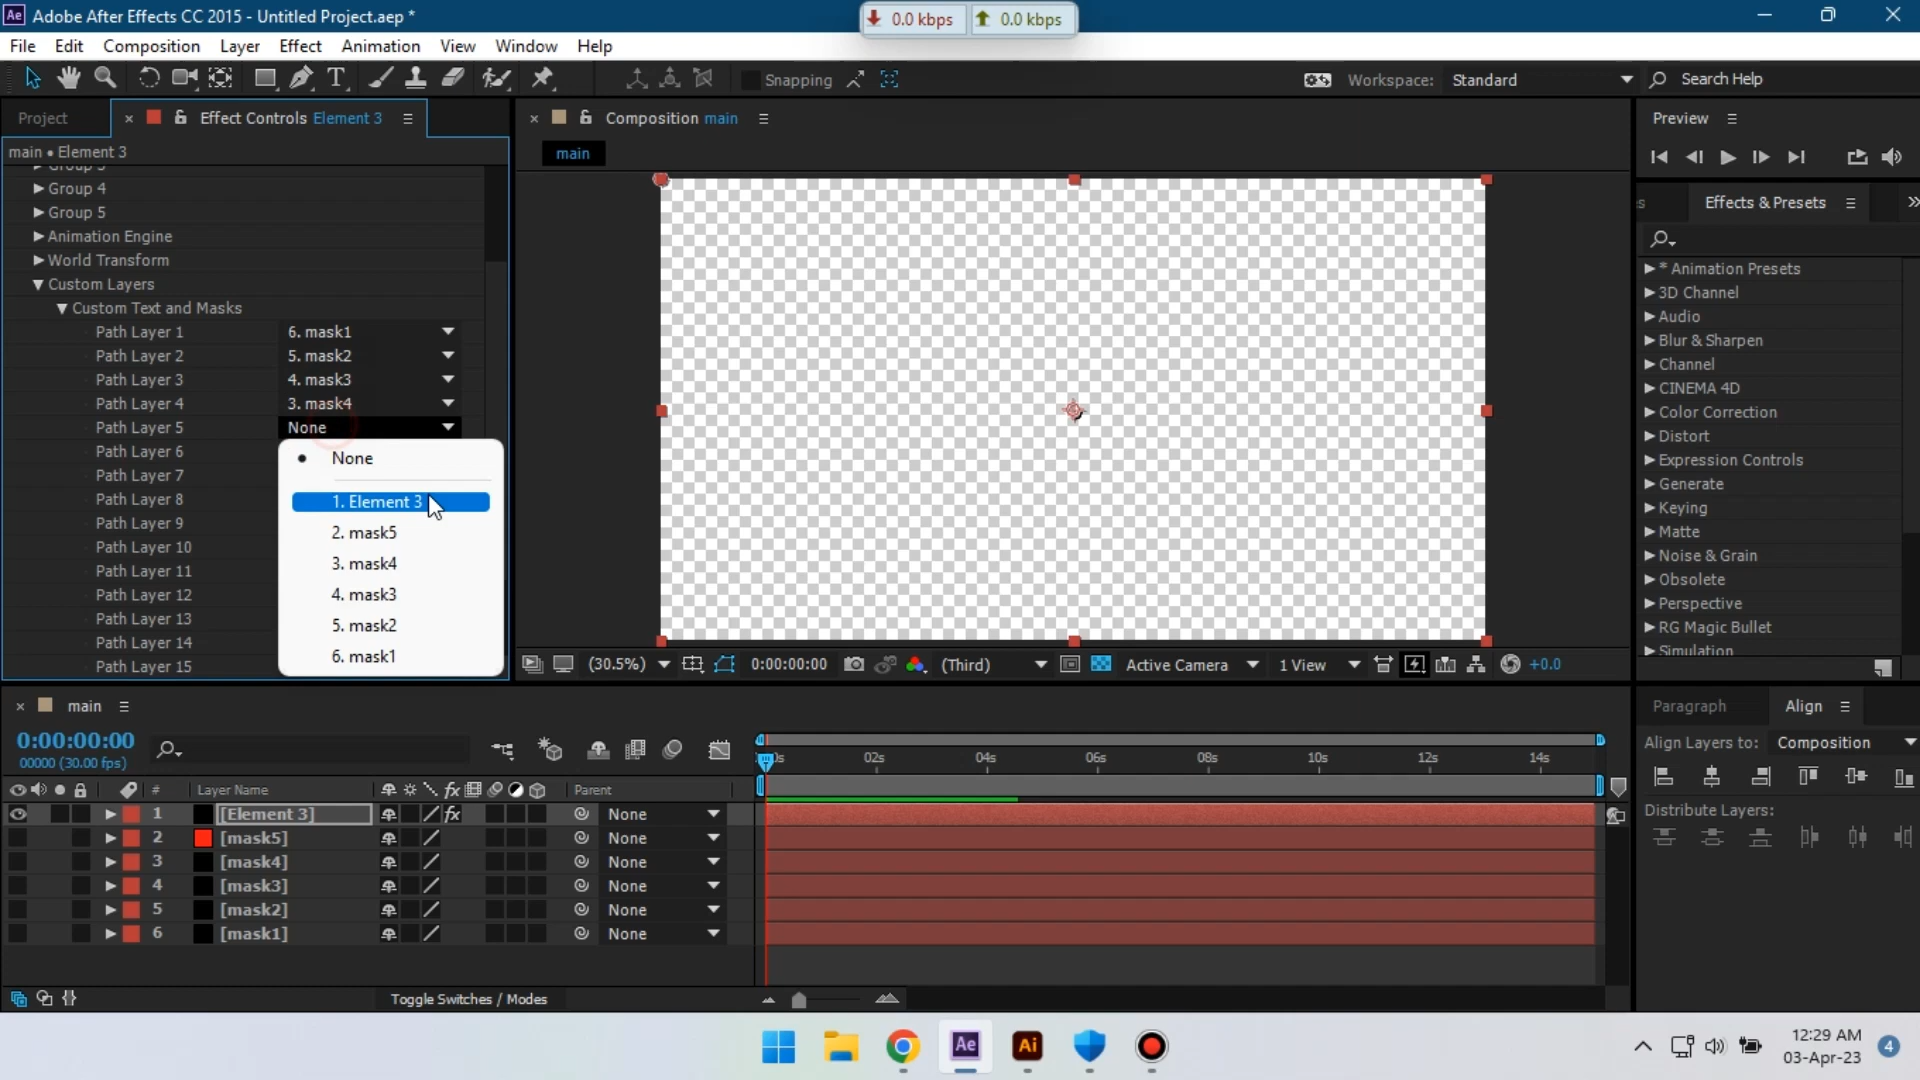 Ae Adobe After Effects CC 2015 - Untitled Project.aep *
0.0 kbps 0.0 kbps
File Edit Composition Layer Effect Animation View Window Help
T Snapping Workspace: Standard Search Help
Project × Effect Controls Element 3
× Composition main
Preview
main • Element 3
main
Group 3
Group 4
Group 5
Animation Engine
World Transform
Custom Layers
Custom Text and Masks
Path Layer 1 6. mask1
Path Layer 2 5. mask2
Path Layer 3 4. mask3
Path Layer 4 3. mask4
Path Layer 5 None
Path Layer 6
Path Layer 7
Path Layer 8
Path Layer 9
Path Layer 10
Path Layer 11
Path Layer 12
Path Layer 13
Path Layer 14
Path Layer 15
None
1. Element 3
2. mask5
3. mask4
4. mask3
5. mask2
6. mask1
(30.5%) 0:00:00:00 (Third) Active Camera 1 View +0.0
s Effects & Presets »
* Animation Presets
3D Channel
Audio
Blur & Sharpen
Channel
CINEMA 4D
Color Correction
Distort
Expression Controls
Generate
Keying
Matte
Noise & Grain
Obsolete
Perspective
RG Magic Bullet
Simulation
× main
0:00:00:00
00000 (30.00 fps)
# Layer Name fx Parent
1 [Element 3] fx None
2 [mask5] None
3 [mask4] None
4 [mask3] None
5 [mask2] None
6 [mask1] None
0s 02s 04s 06s 08s 10s 12s 14s
Toggle Switches / Modes
Paragraph Align
Align Layers to: Composition
Distribute Layers:
Ae Ai
12:29 AM
03-Apr-23
4